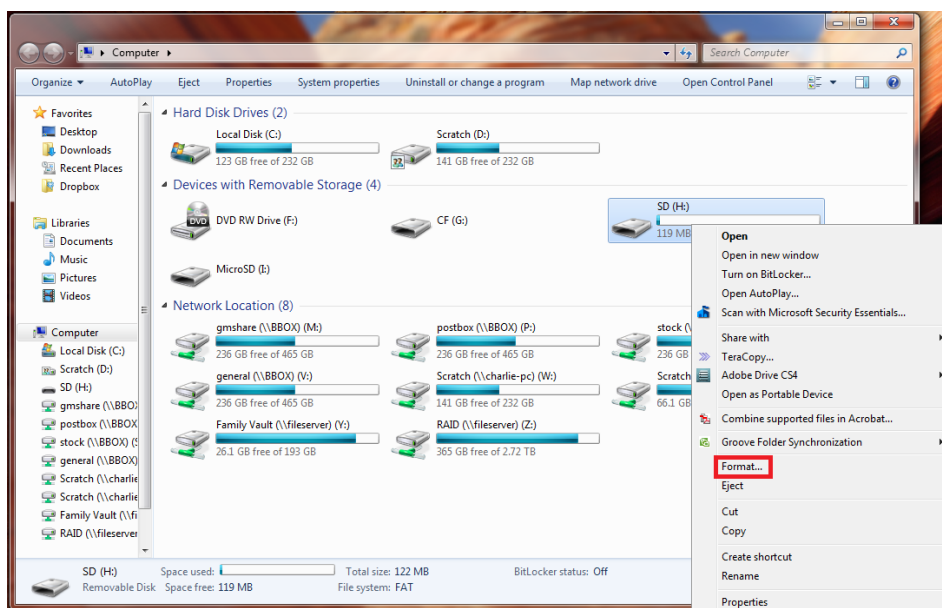 Computer
Search Computer
Organize
AutoPlay
Eject
Properties
System properties
Uninstall or change a program
Map network drive
Open Control Panel
Favorites
Desktop
Downloads
Recent Places
Dropbox
Libraries
Documents
Music
Pictures
Videos
Computer
Local Disk (C:)
Scratch (D:)
SD (H:)
gmshare (\\BBO
postbox (\\BBOX
stock (\\BBOX) (
general (\\BBOX)
Scratch (\\charlie
Scratch (\\charlie
Family Vault (\\fi
RAID (\\fileserver
Hard Disk Drives (2)
Local Disk (C:)
123 GB free of 232 GB
Scratch (D:)
141 GB free of 232 GB
Devices with Removable Storage (4)
DVD RW Drive (F:)
CF (G:)
SD (H:)
119 MB
MicroSD (I:)
Network Location (8)
gmshare (\\BBOX) (M:)
236 GB free of 465 GB
postbox (\\BBOX) (P:)
236 GB free of 465 GB
stock (\
236 GB
general (\\BBOX) (V:)
236 GB free of 465 GB
Scratch (\\charlie-pc) (W:)
141 GB free of 232 GB
Scratch
66.1 GB
Family Vault (\\fileserver) (Y:)
26.1 GB free of 193 GB
RAID (\\fileserver) (Z:)
365 GB free of 2.72 TB
Open
Open in new window
Turn on BitLocker...
Open AutoPlay...
Scan with Microsoft Security Essentials...
Share with
TeraCopy...
Adobe Drive CS4
Open as Portable Device
Combine supported files in Acrobat...
Groove Folder Synchronization
Format...
Eject
Cut
Copy
Create shortcut
Rename
Properties
SD (H:)
Removable Disk
Space used:
Space free: 119 MB
Total size: 122 MB
File system: FAT
BitLocker status: Off